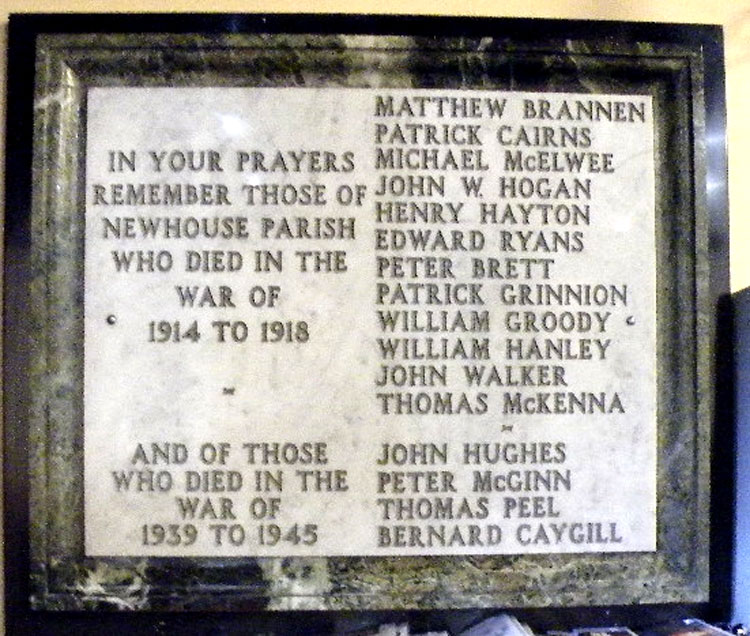 IN YOUR PRAYERS
REMEMBER THOSE OF
NEWHOUSE PARISH
WHO DIED IN THE
WAR OF
1914 TO 1918
MATTHEW BRANNEN
PATRICK CAIRNS
MICHAEL McELWEE
JOHN W. HOGAN
HENRY HAYTON
EDWARD RYANS
PETER BRETT
PATRICK GRINNION
WILLIAM GROODY
WILLIAM HANLEY
JOHN WALKER
THOMAS McKENNA
AND OF THOSE
WHO DIED IN THE
WAR OF
1939 TO 1945
JOHN HUGHES
PETER McGINN
THOMAS PEEL
BERNARD CAYGILL